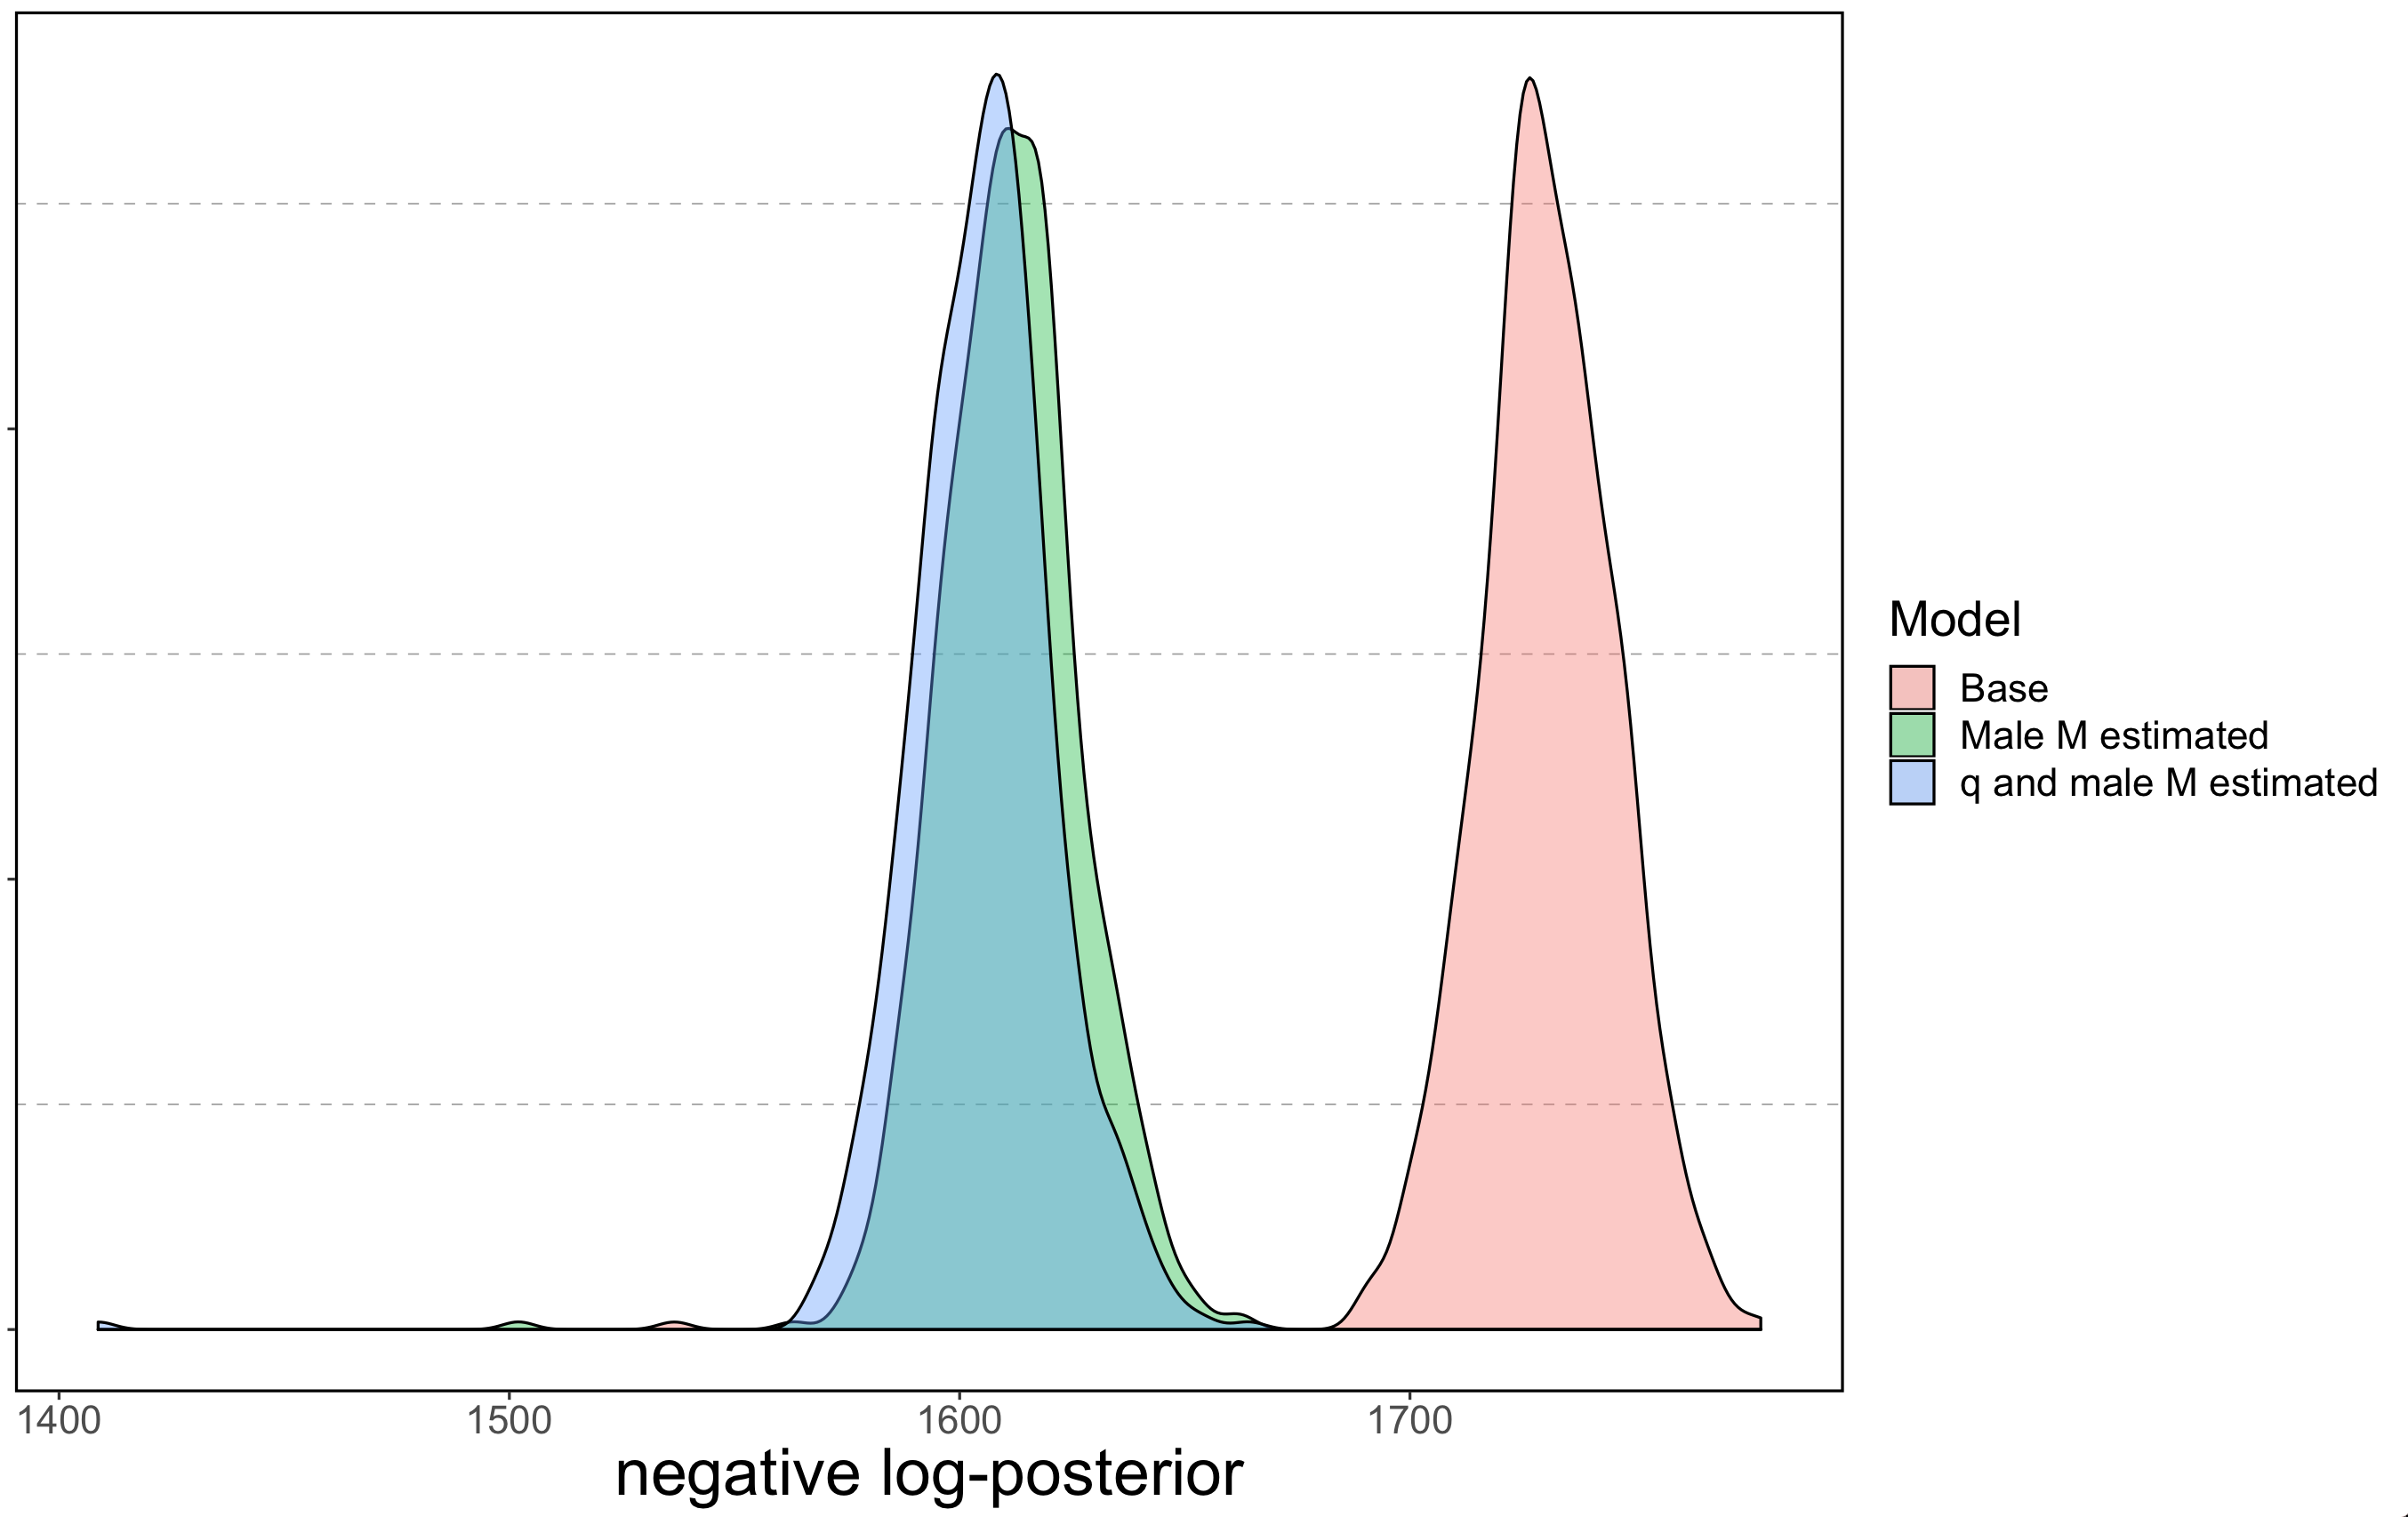 Model
Base
Male M estimated
q and male M estimated
1400 1500 1600 1700
negative log-posterior